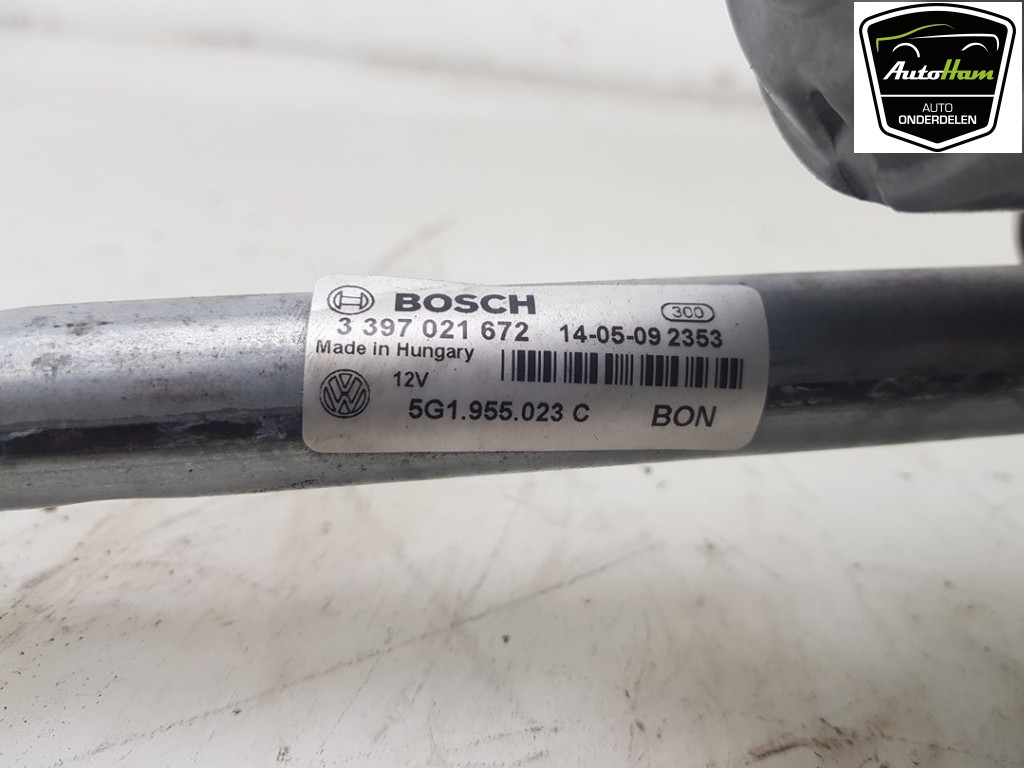 AutoHam
AUTO
ONDERDELEN
BOSCH 300
3 397 021 672 14-05-09 2353
Made in Hungary
12V
5G1.955.023 C BON